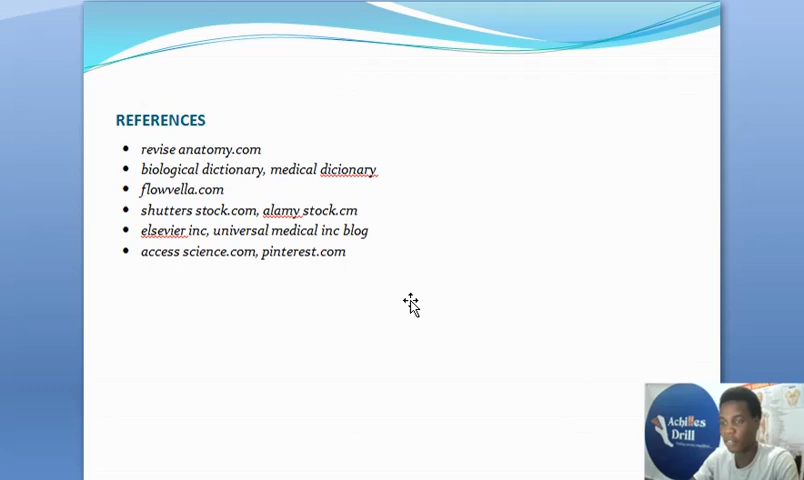 REFERENCES
revise anatomy.com
biological dictionary, medical dicionary
flowvella.com
shutters stock.com, alamy stock.cm
elsevier inc, universal medical inc blog
access science.com, pinterest.com
Achilles
Drill